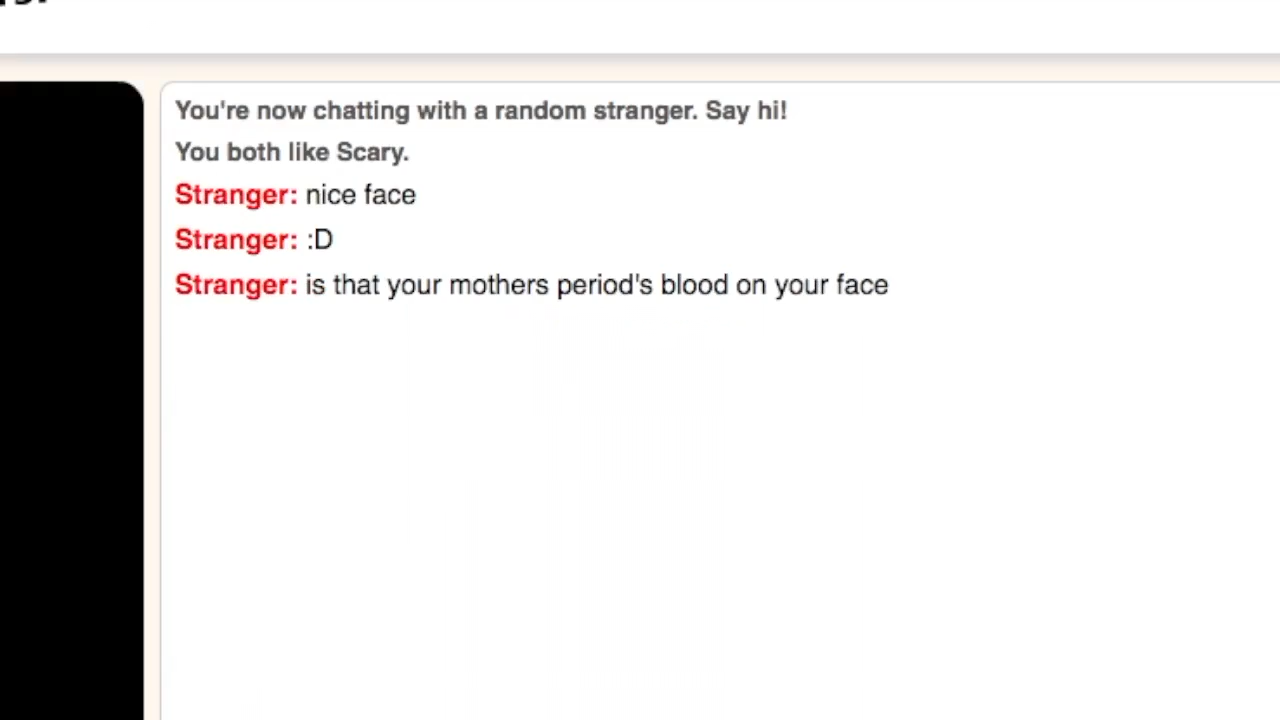 You're now chatting with a random stranger. Say hi!
You both like Scary.
Stranger: nice face
Stranger: :D
Stranger: is that your mothers period's blood on your face